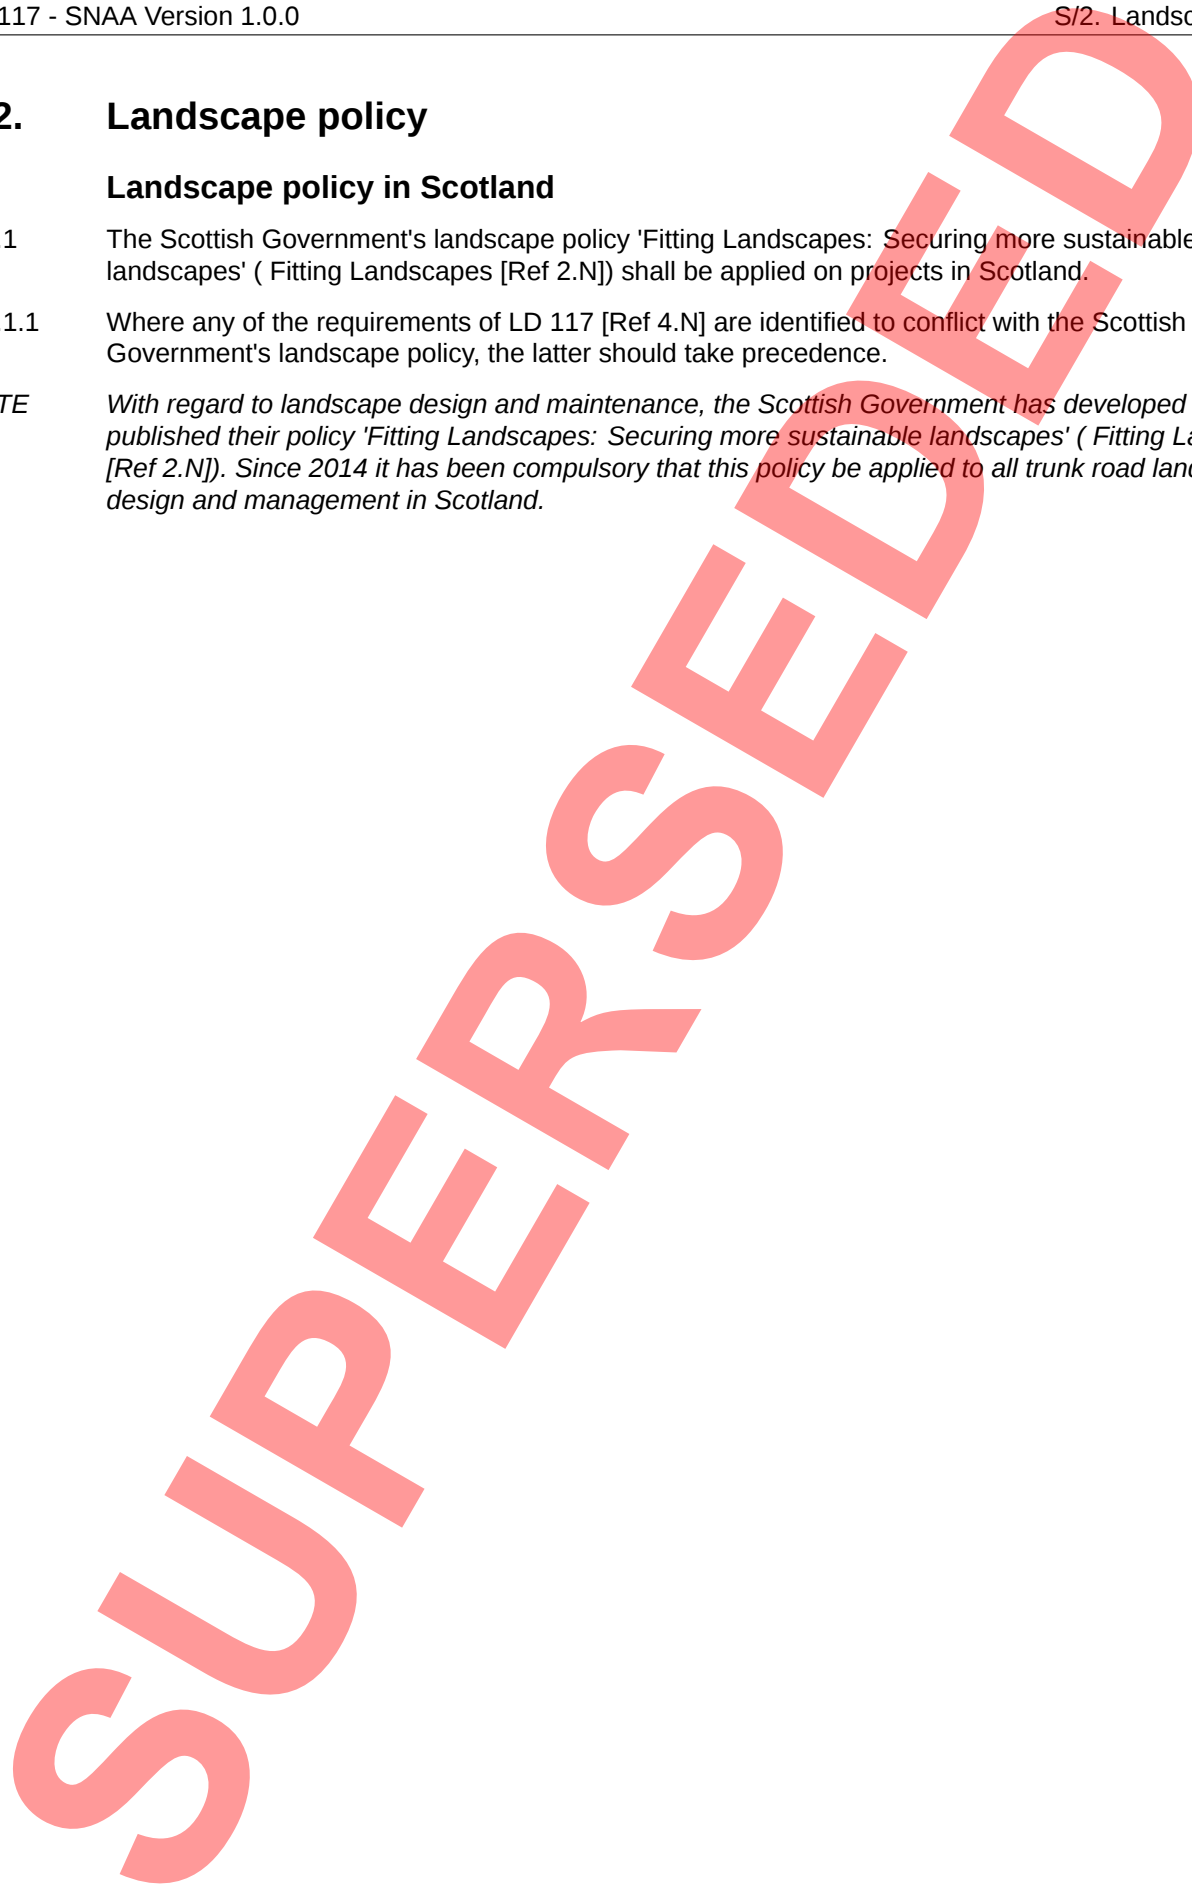 117 - SNAA Version 1.0.0 S/2. Landsc
2. Landscape policy
Landscape policy in Scotland
.1 The Scottish Government's landscape policy 'Fitting Landscapes: Securing more sustainable
landscapes' ( Fitting Landscapes [Ref 2.N]) shall be applied on projects in Scotland.
.1.1 Where any of the requirements of LD 117 [Ref 4.N] are identified to conflict with the Scottish
Government's landscape policy, the latter should take precedence.
TE With regard to landscape design and maintenance, the Scottish Government has developed
published their policy 'Fitting Landscapes: Securing more sustainable landscapes' ( Fitting La
[Ref 2.N]). Since 2014 it has been compulsory that this policy be applied to all trunk road land
design and management in Scotland.
SUPERSEDED